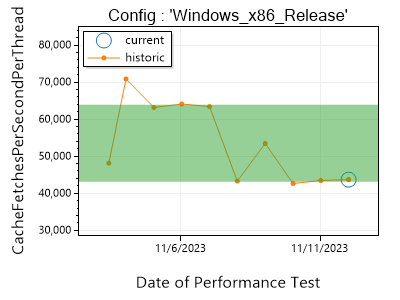 Config : 'Windows_x86_Release'
current
historic
CacheFetchesPerSecondPerThread
80,000
70,000
60,000
50,000
40,000
30,000
11/6/2023
11/11/2023
Date of Performance Test